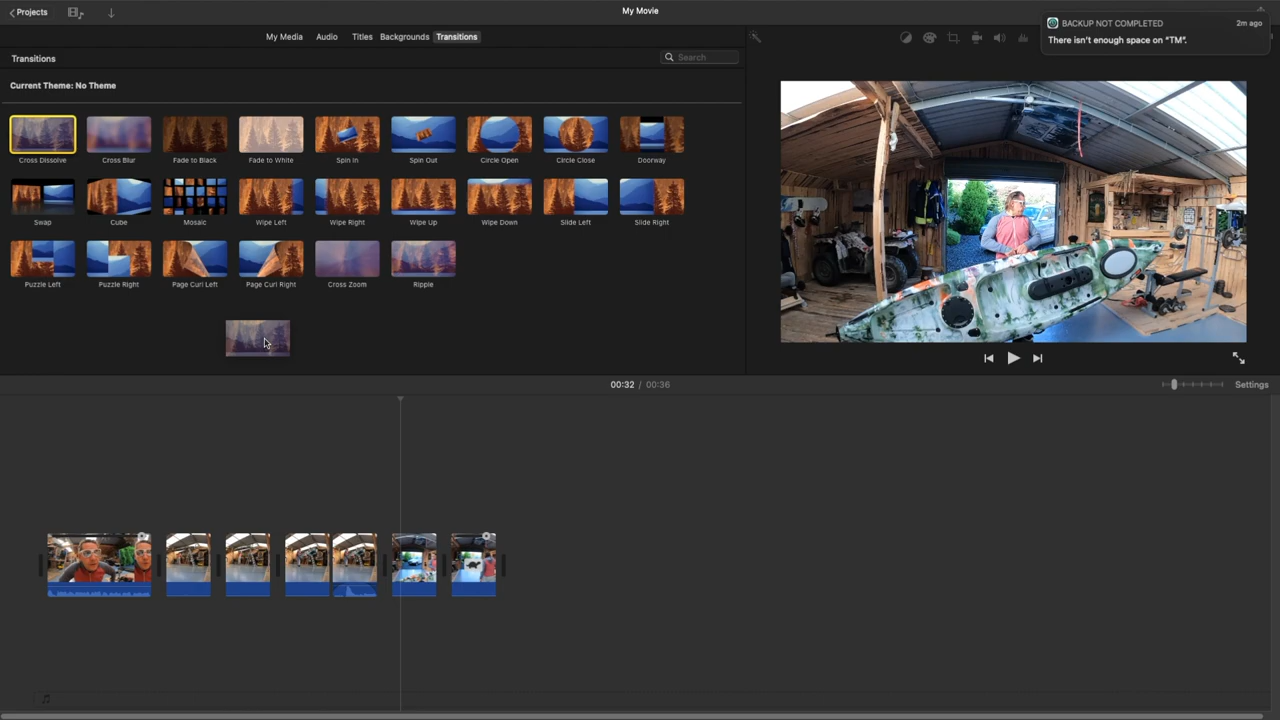 Projects
My Movie
BACKUP NOT COMPLETED
2m ago
There isn't enough space on "TM".
My Media
Audio
Titles
Backgrounds
Transitions
Transitions
Search
Current Theme: No Theme
Cross Dissolve
Cross Blur
Fade to Black
Fade to White
Spin In
Spin Out
Circle Open
Circle Close
Doorway
Swap
Cube
Mosaic
Wipe Left
Wipe Right
Wipe Up
Wipe Down
Slide Left
Slide Right
Puzzle Left
Puzzle Right
Page Curl Left
Page Curl Right
Cross Zoom
Ripple
00:32 / 00:36
Settings